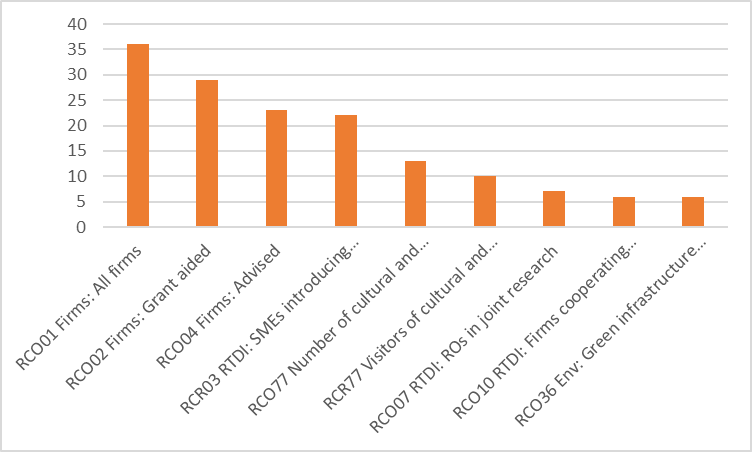 40
35
30
25
20
15
10
5
0
RCO01 Firms: All firms
RCO02 Firms: Grant aided
RCO04 Firms: Advised
RCR03 RTDI: SMEs introducing...
RCO77 Number of cultural and...
RCR77 Visitors of cultural and...
RCO07 RTDI: ROs in joint research
RCO10 RTDI: Firms cooperating...
RCO36 Env: Green infrastructure...